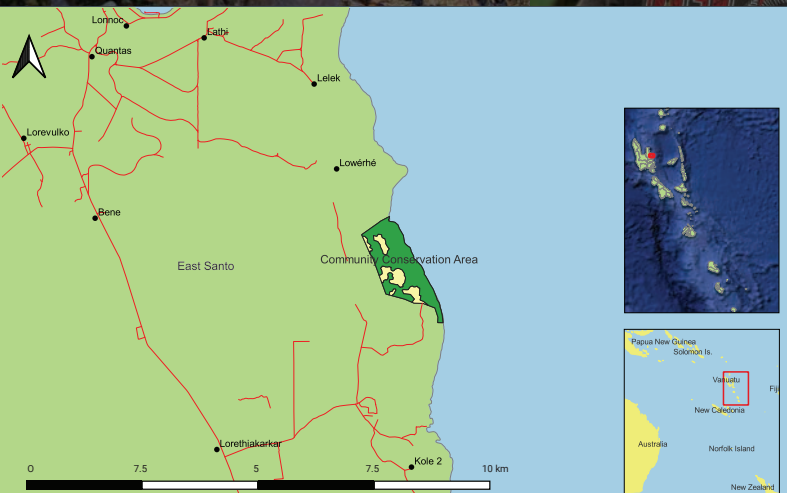 Lonnoc
Fathi
Quantas
Lelek
Lorevulko
Lowérhé
Bene
East Santo
Community Conservation Area
Lorethiakarkar
Kole 2
0 7.5 5 7.5 10 km
Papua New Guinea
Solomon Is.
Vanuatu
Fiji
New Caledonia
Australia
Norfolk Island
New Zealand